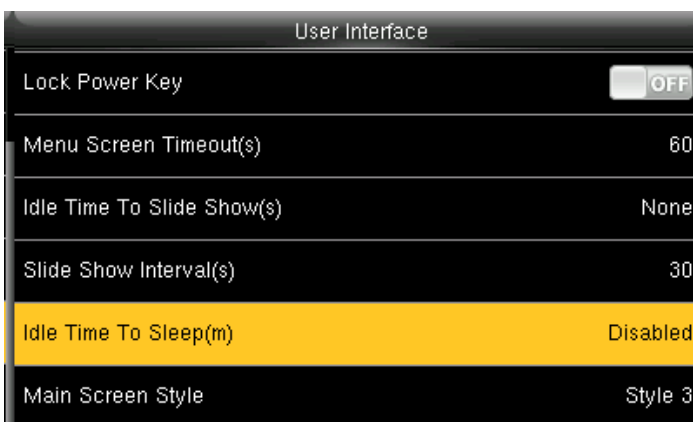 User Interface
Lock Power Key OFF
Menu Screen Timeout(s) 60
Idle Time To Slide Show(s) None
Slide Show Interval(s) 30
Idle Time To Sleep(m) Disabled
Main Screen Style Style 3